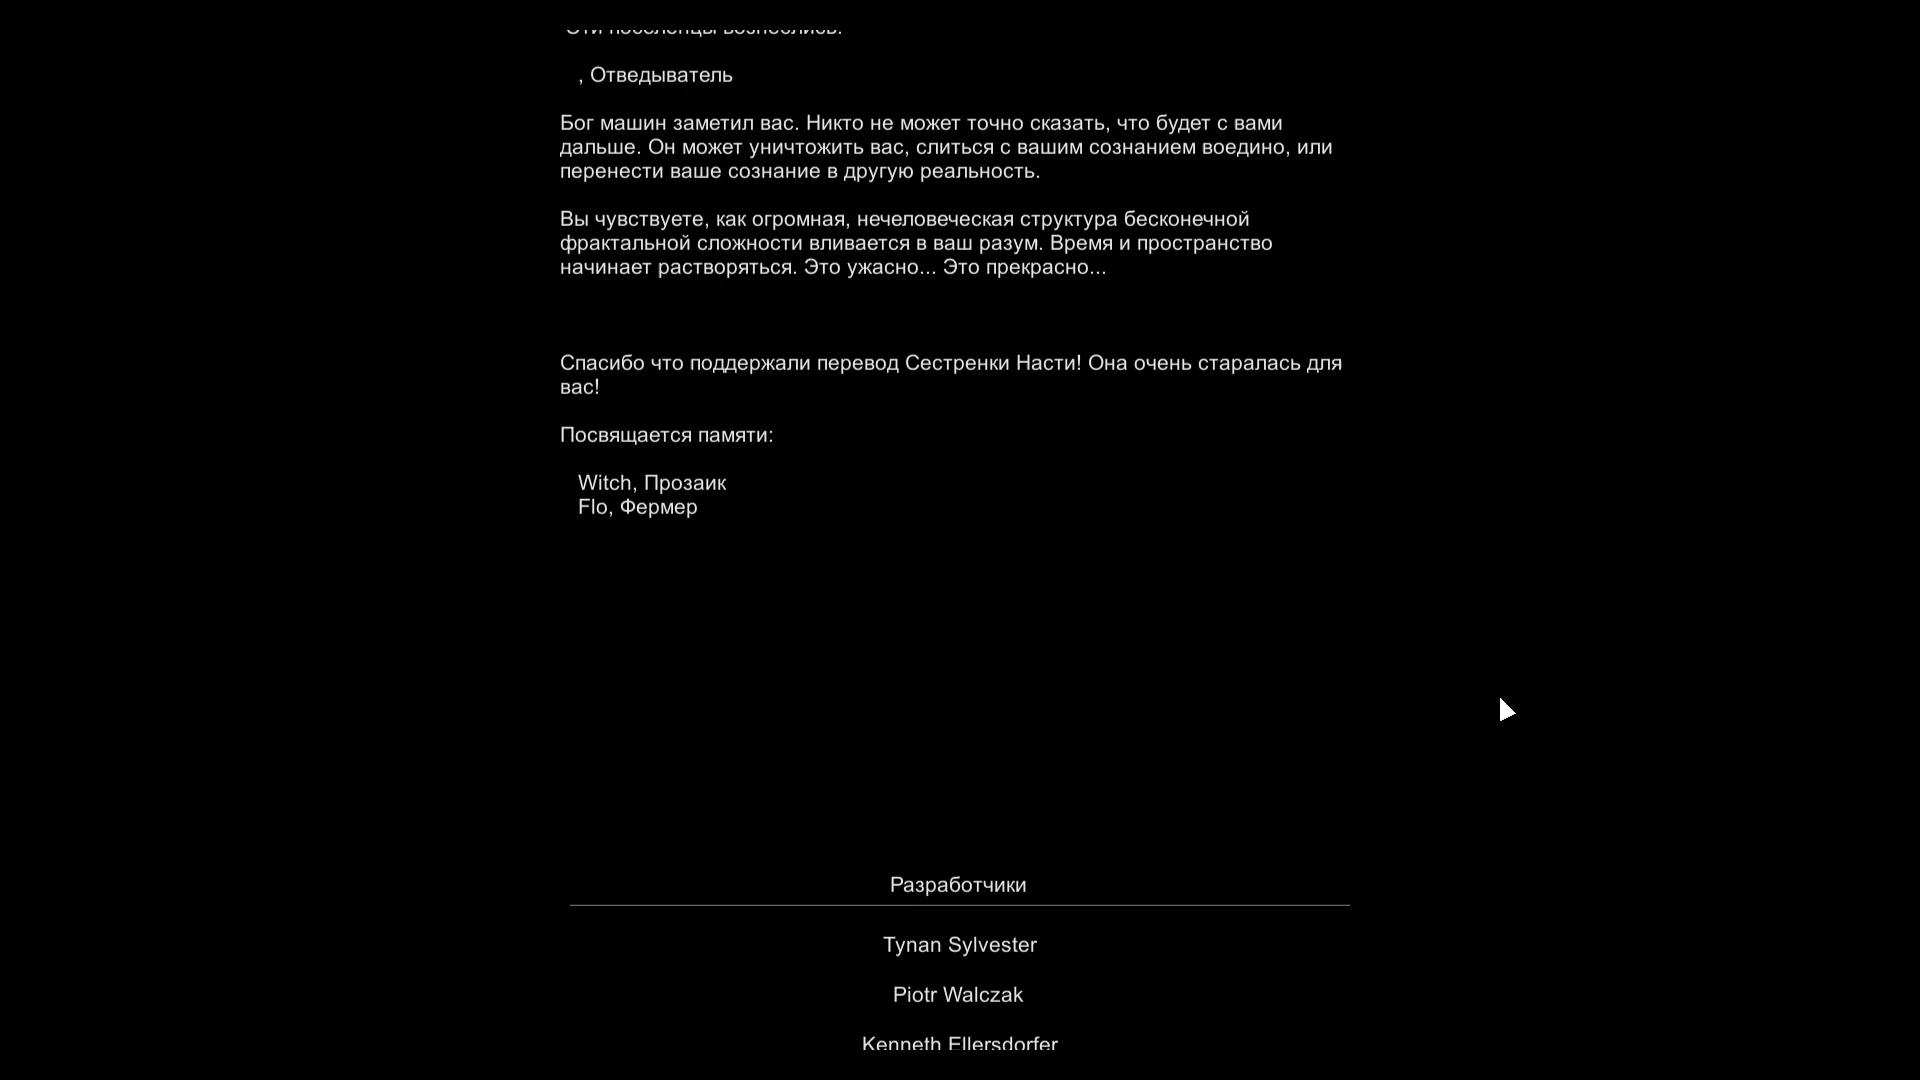 Эти поселенцы вознеслись:
, Отведыватель
Бог машин заметил вас. Никто не может точно сказать, что будет с вами
дальше. Он может уничтожить вас, слиться с вашим сознанием воедино, или
перенести ваше сознание в другую реальность.
Вы чувствуете, как огромная, нечеловеческая структура бесконечной
фрактальной сложности вливается в ваш разум. Время и пространство
начинает растворяться. Это ужасно... Это прекрасно...
Спасибо что поддержали перевод Сестренки Насти! Она очень старалась для
вас!
Посвящается памяти:
Witch, Прозаик
Flo, Фермер
Разработчики
Tynan Sylvester
Piotr Walczak
Kenneth Ellersdorfer